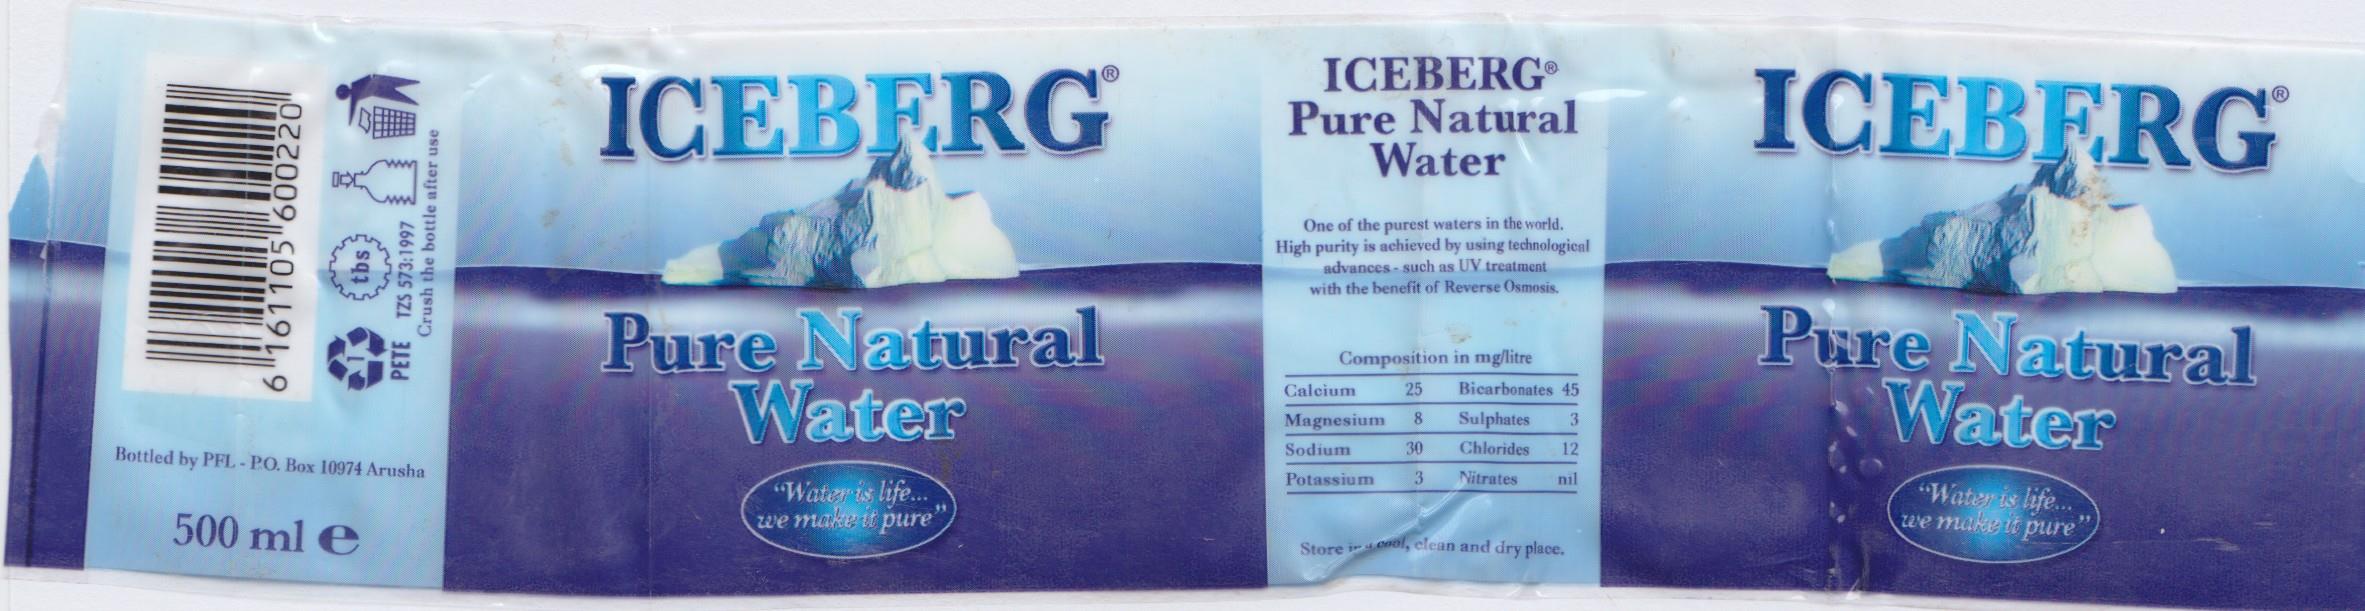 6 161105 600220
Crush the bottle after use
tbs
TZS 573:1997
1
PETE
Bottled by PFL - P.O. Box 10974 Arusha
500 ml e
ICEBERG®
Pure Natural
Water
“Water is life...
we make it pure”
ICEBERG®
Pure Natural
Water
One of the purest waters in the world.
High purity is achieved by using technological
advances - such as UV treatment
with the benefit of Reverse Osmosis.
Composition in mg/litre
Calcium 25 Bicarbonates 45
Magnesium 8 Sulphates 3
Sodium 30 Chlorides 12
Potassium 3 Nitrates nil
Store in a cool, clean and dry place.
ICEBERG®
Pure Natural
Water
“Water is life...
we make it pure”